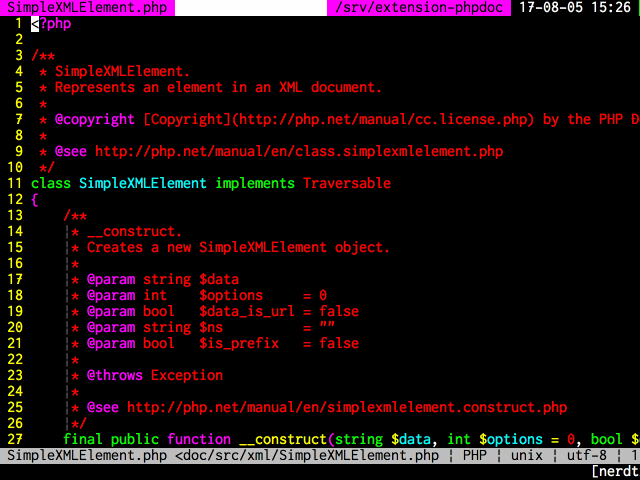 SimpleXMLElement.php /srv/extension-phpdoc 17-08-05 15:26
1 <?php
2
3 /**
4 * SimpleXMLElement.
5 * Represents an element in an XML document.
6 *
7 * @copyright [Copyright](http://php.net/manual/cc.license.php) by the PHP D
8 *
9 * @see http://php.net/manual/en/class.simplexmlelement.php
10 */
11 class SimpleXMLElement implements Traversable
12 {
13 /**
14 * __construct.
15 * Creates a new SimpleXMLElement object.
16 *
17 * @param string $data
18 * @param int $options = 0
19 * @param bool $data_is_url = false
20 * @param string $ns = ""
21 * @param bool $is_prefix = false
22 *
23 * @throws Exception
24 *
25 * @see http://php.net/manual/en/simplexmlelement.construct.php
26 */
27 final public function __construct(string $data, int $options = 0, bool $
SimpleXMLElement.php <doc/src/xml/SimpleXMLElement.php ¦ PHP ¦ unix ¦ utf-8 ¦ 1
[nerdt